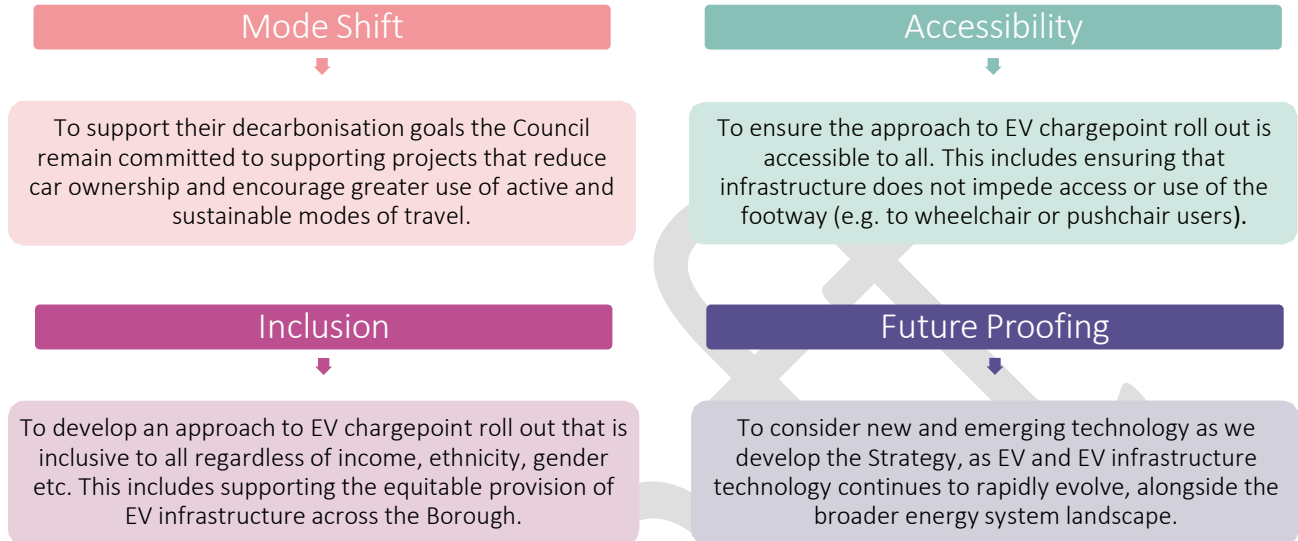 Mode Shift
To support their decarbonisation goals the Council
remain committed to supporting projects that reduce
car ownership and encourage greater use of active and
sustainable modes of travel.
Accessibility
To ensure the approach to EV chargepoint roll out is
accessible to all. This includes ensuring that
infrastructure does not impede access or use of the
footway (e.g. to wheelchair or pushchair users).
Inclusion
To develop an approach to EV chargepoint roll out that is
inclusive to all regardless of income, ethnicity, gender
etc. This includes supporting the equitable provision of
EV infrastructure across the Borough.
Future Proofing
To consider new and emerging technology as we
develop the Strategy, as EV and EV infrastructure
technology continues to rapidly evolve, alongside the
broader energy system landscape.